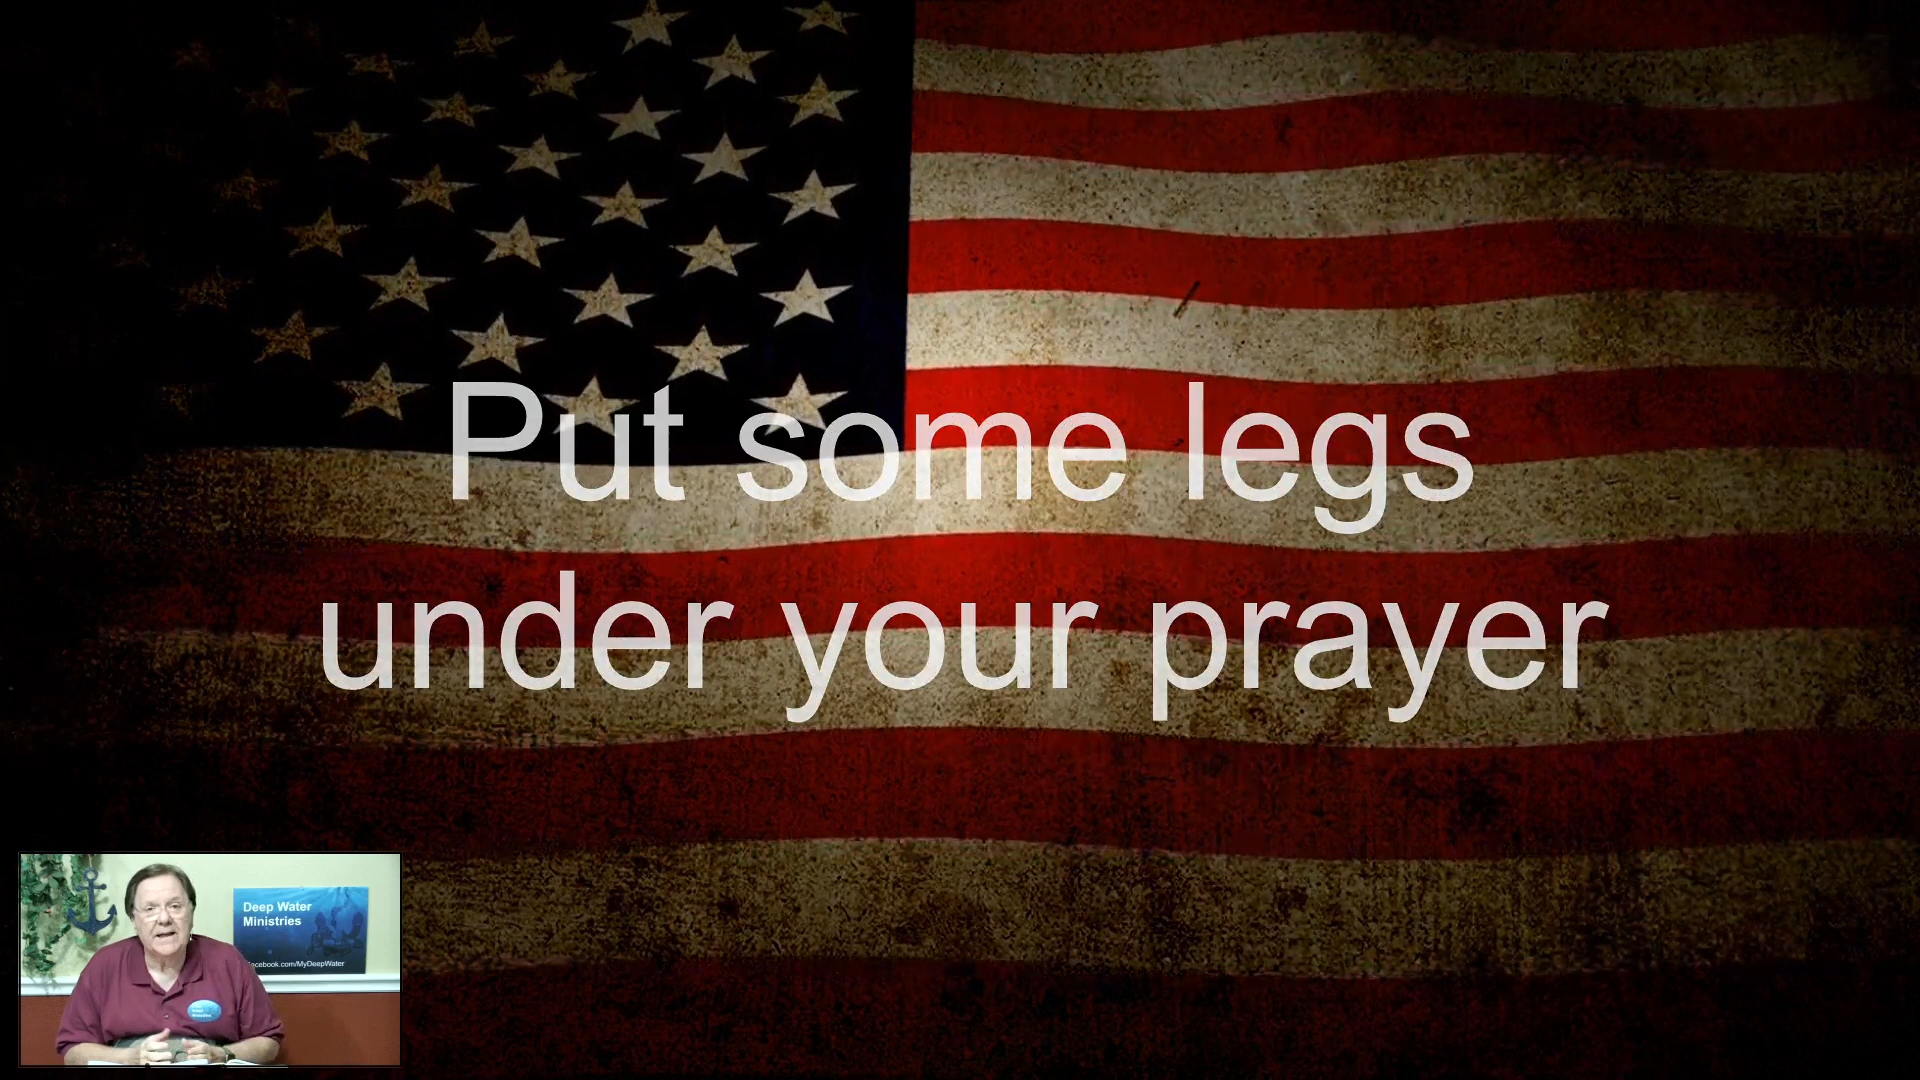 Put some legs
under your prayer
Deep Water
Ministries
facebook.com/MyDeepWater